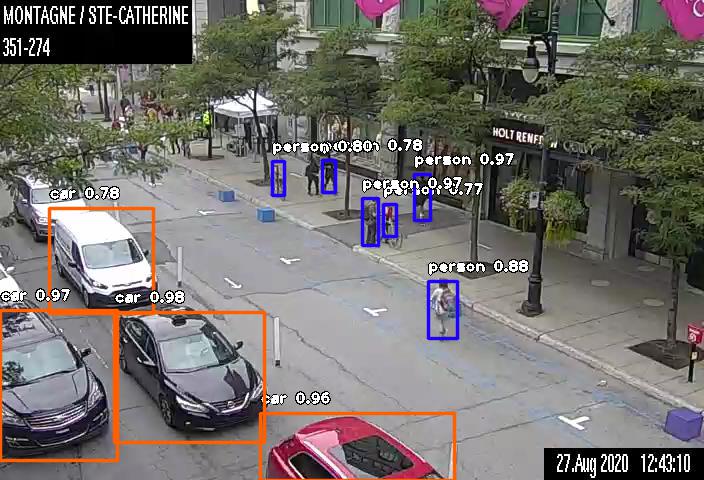 MONTAGNE / STE-CATHERINE
351-274
HOLT RENFREW
person 0.80
0.78
person 0.97
person 0.97
0.77
car 0.78
person 0.88
car 0.97
car 0.98
car 0.96
27.Aug 2020 12:43:10